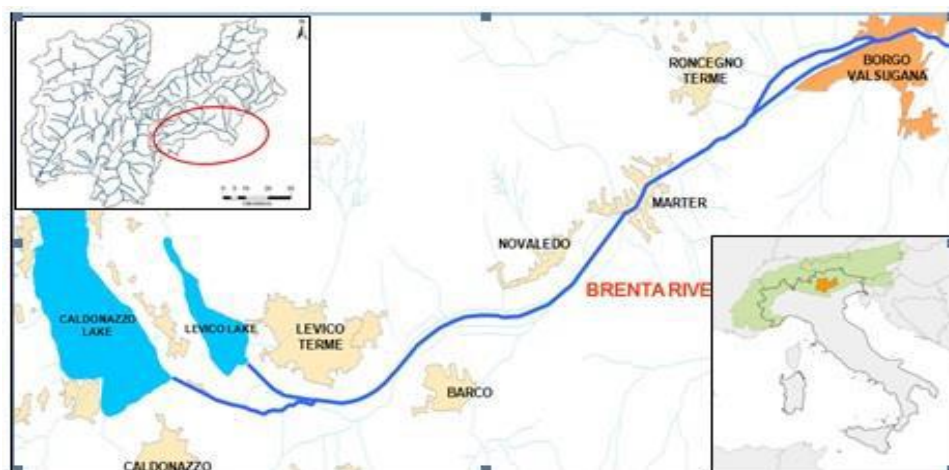 N
RONCEGNO
TERME
BORGO
VALSUGANA
MARTER
NOVALEDO
BRENTA RIVE
CALDONAZZO
LAKE
LEVICO LAKE
LEVICO
TERME
BARCO
CALDONAZZO